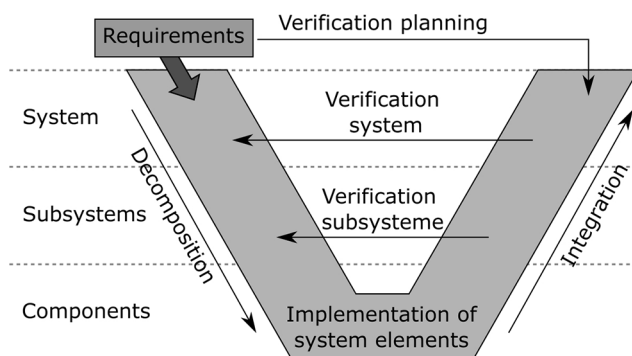 Requirements
Verification planning
System
Verification
system
Decomposition
Subsystems
Verification
subsysteme
Integration
Components
Implementation of
system elements